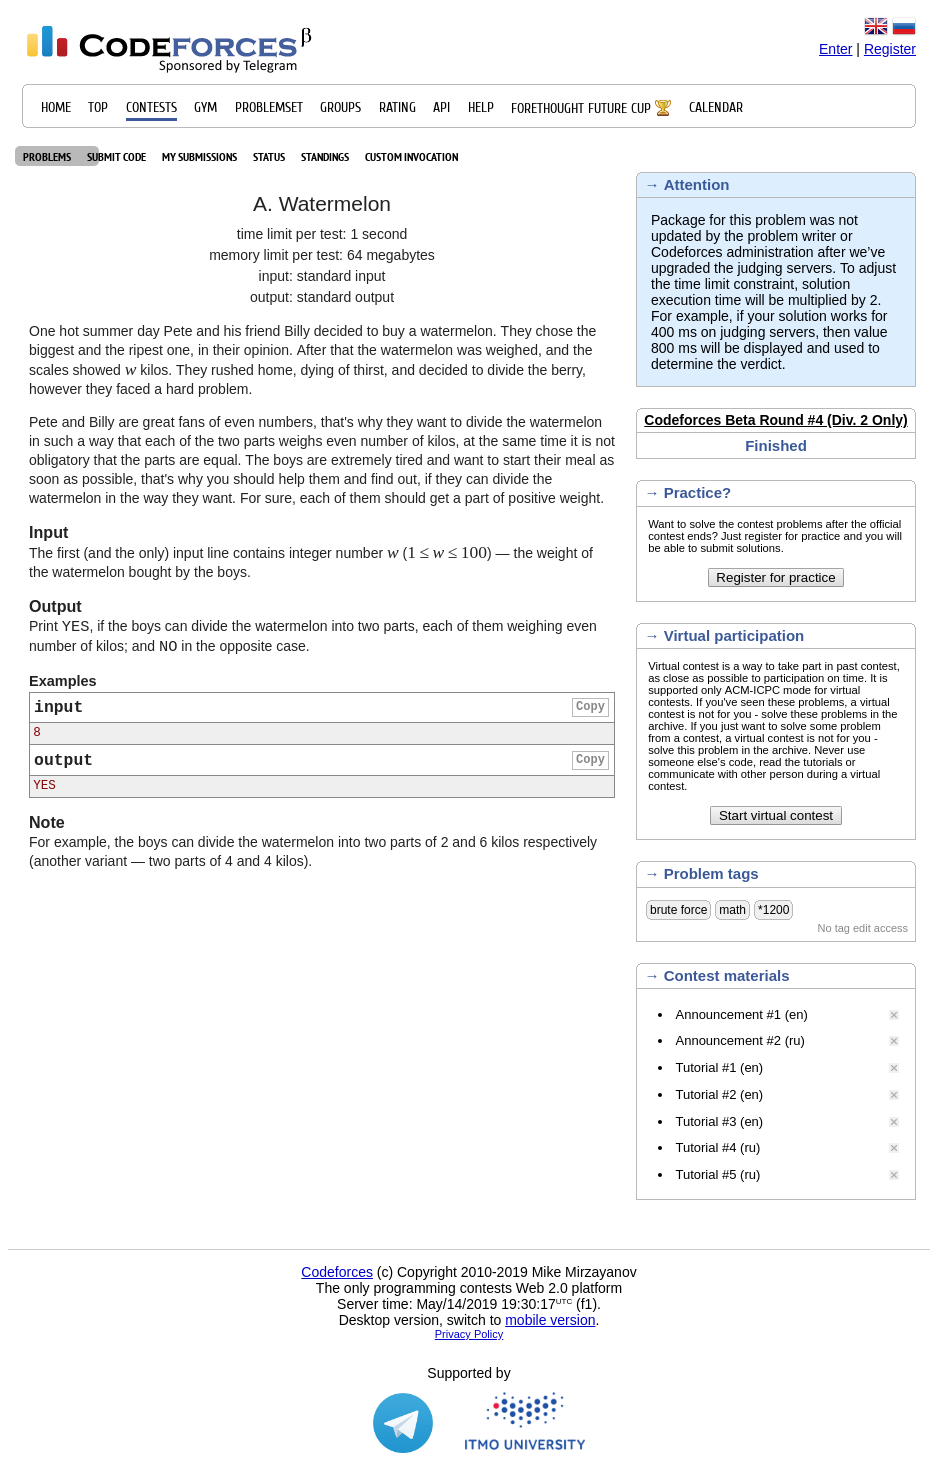 CODEFORCES β
Sponsored by Telegram
Enter | Register
HOME TOP CONTESTS GYM PROBLEMSET GROUPS RATING API HELP FORETHOUGHT FUTURE CUP CALENDAR
PROBLEMS SUBMIT CODE MY SUBMISSIONS STATUS STANDINGS CUSTOM INVOCATION
A. Watermelon
time limit per test: 1 second
memory limit per test: 64 megabytes
input: standard input
output: standard output
One hot summer day Pete and his friend Billy decided to buy a watermelon. They chose the
biggest and the ripest one, in their opinion. After that the watermelon was weighed, and the
scales showed w kilos. They rushed home, dying of thirst, and decided to divide the berry,
however they faced a hard problem.
Pete and Billy are great fans of even numbers, that's why they want to divide the watermelon
in such a way that each of the two parts weighs even number of kilos, at the same time it is not
obligatory that the parts are equal. The boys are extremely tired and want to start their meal as
soon as possible, that's why you should help them and find out, if they can divide the
watermelon in the way they want. For sure, each of them should get a part of positive weight.
Input
The first (and the only) input line contains integer number w (1 ≤ w ≤ 100) — the weight of
the watermelon bought by the boys.
Output
Print YES, if the boys can divide the watermelon into two parts, each of them weighing even
number of kilos; and NO in the opposite case.
Examples
input Copy
8
output Copy
YES
Note
For example, the boys can divide the watermelon into two parts of 2 and 6 kilos respectively
(another variant — two parts of 4 and 4 kilos).
→ Attention
Package for this problem was not
updated by the problem writer or
Codeforces administration after we’ve
upgraded the judging servers. To adjust
the time limit constraint, solution
execution time will be multiplied by 2.
For example, if your solution works for
400 ms on judging servers, then value
800 ms will be displayed and used to
determine the verdict.
Codeforces Beta Round #4 (Div. 2 Only)
Finished
→ Practice?
Want to solve the contest problems after the official
contest ends? Just register for practice and you will
be able to submit solutions.
Register for practice
→ Virtual participation
Virtual contest is a way to take part in past contest,
as close as possible to participation on time. It is
supported only ACM-ICPC mode for virtual
contests. If you've seen these problems, a virtual
contest is not for you - solve these problems in the
archive. If you just want to solve some problem
from a contest, a virtual contest is not for you -
solve this problem in the archive. Never use
someone else's code, read the tutorials or
communicate with other person during a virtual
contest.
Start virtual contest
→ Problem tags
brute force math *1200
No tag edit access
→ Contest materials
Announcement #1 (en)
Announcement #2 (ru)
Tutorial #1 (en)
Tutorial #2 (en)
Tutorial #3 (en)
Tutorial #4 (ru)
Tutorial #5 (ru)
Codeforces (c) Copyright 2010-2019 Mike Mirzayanov
The only programming contests Web 2.0 platform
Server time: May/14/2019 19:30:17 UTC (f1).
Desktop version, switch to mobile version.
Privacy Policy
Supported by
ITMO UNIVERSITY